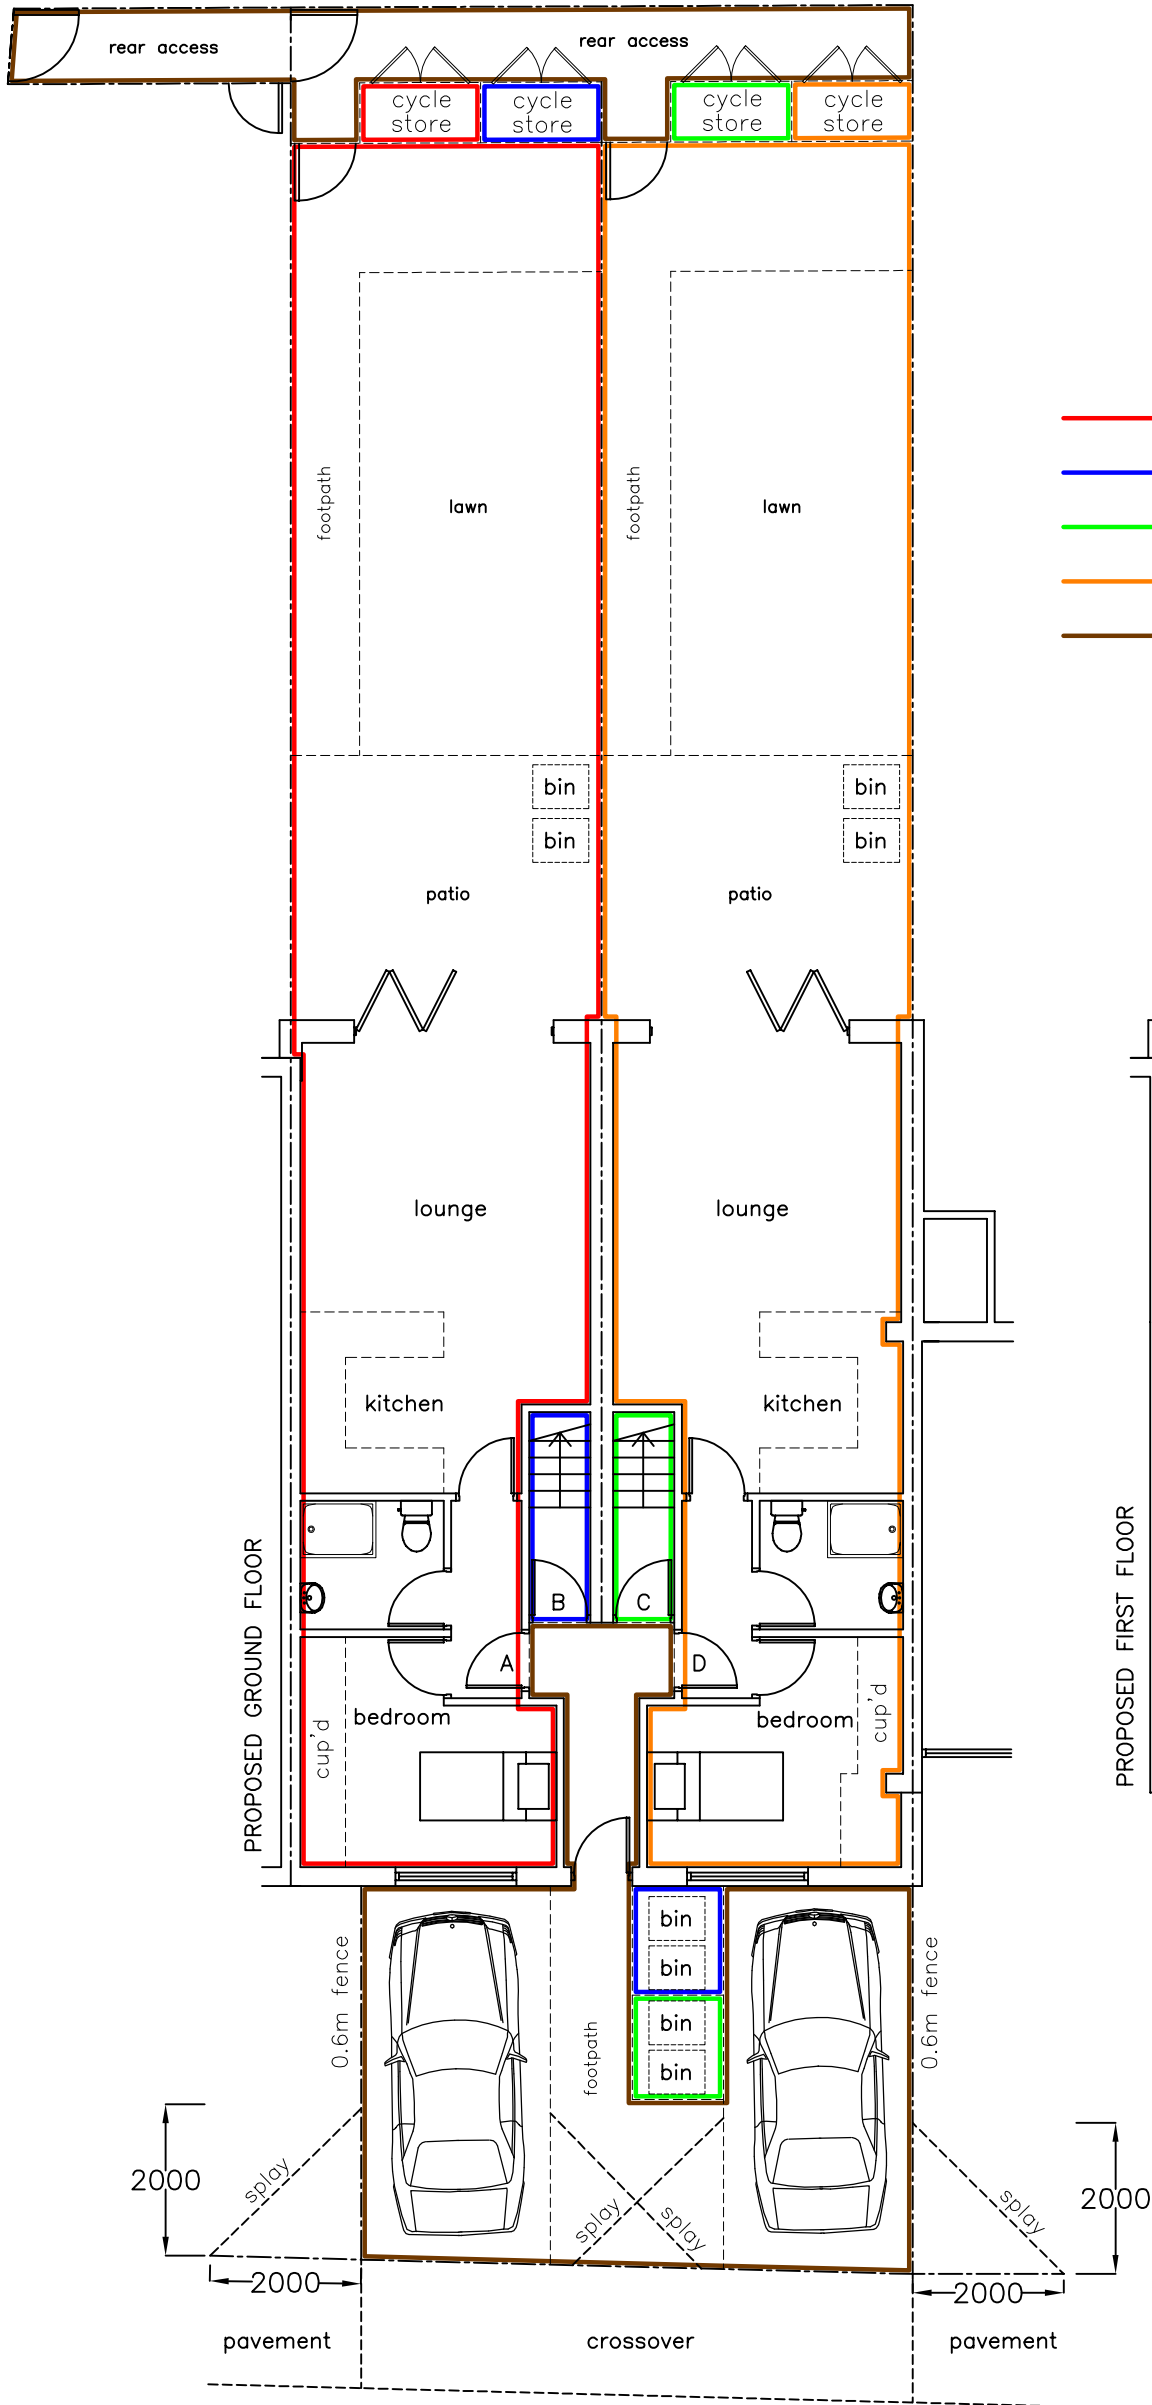 rear access
rear access
cycle
store
cycle
store
cycle
store
cycle
store
footpath
lawn
footpath
lawn
bin
bin
bin
bin
patio
patio
lounge
lounge
kitchen
kitchen
PROPOSED GROUND FLOOR
PROPOSED FIRST FLOOR
B
C
A
D
cup'd
bedroom
bedroom
cup'd
0.6m fence
bin
bin
bin
bin
footpath
0.6m fence
splay
splay
splay
splay
2000
2000
2000
2000
pavement
crossover
pavement